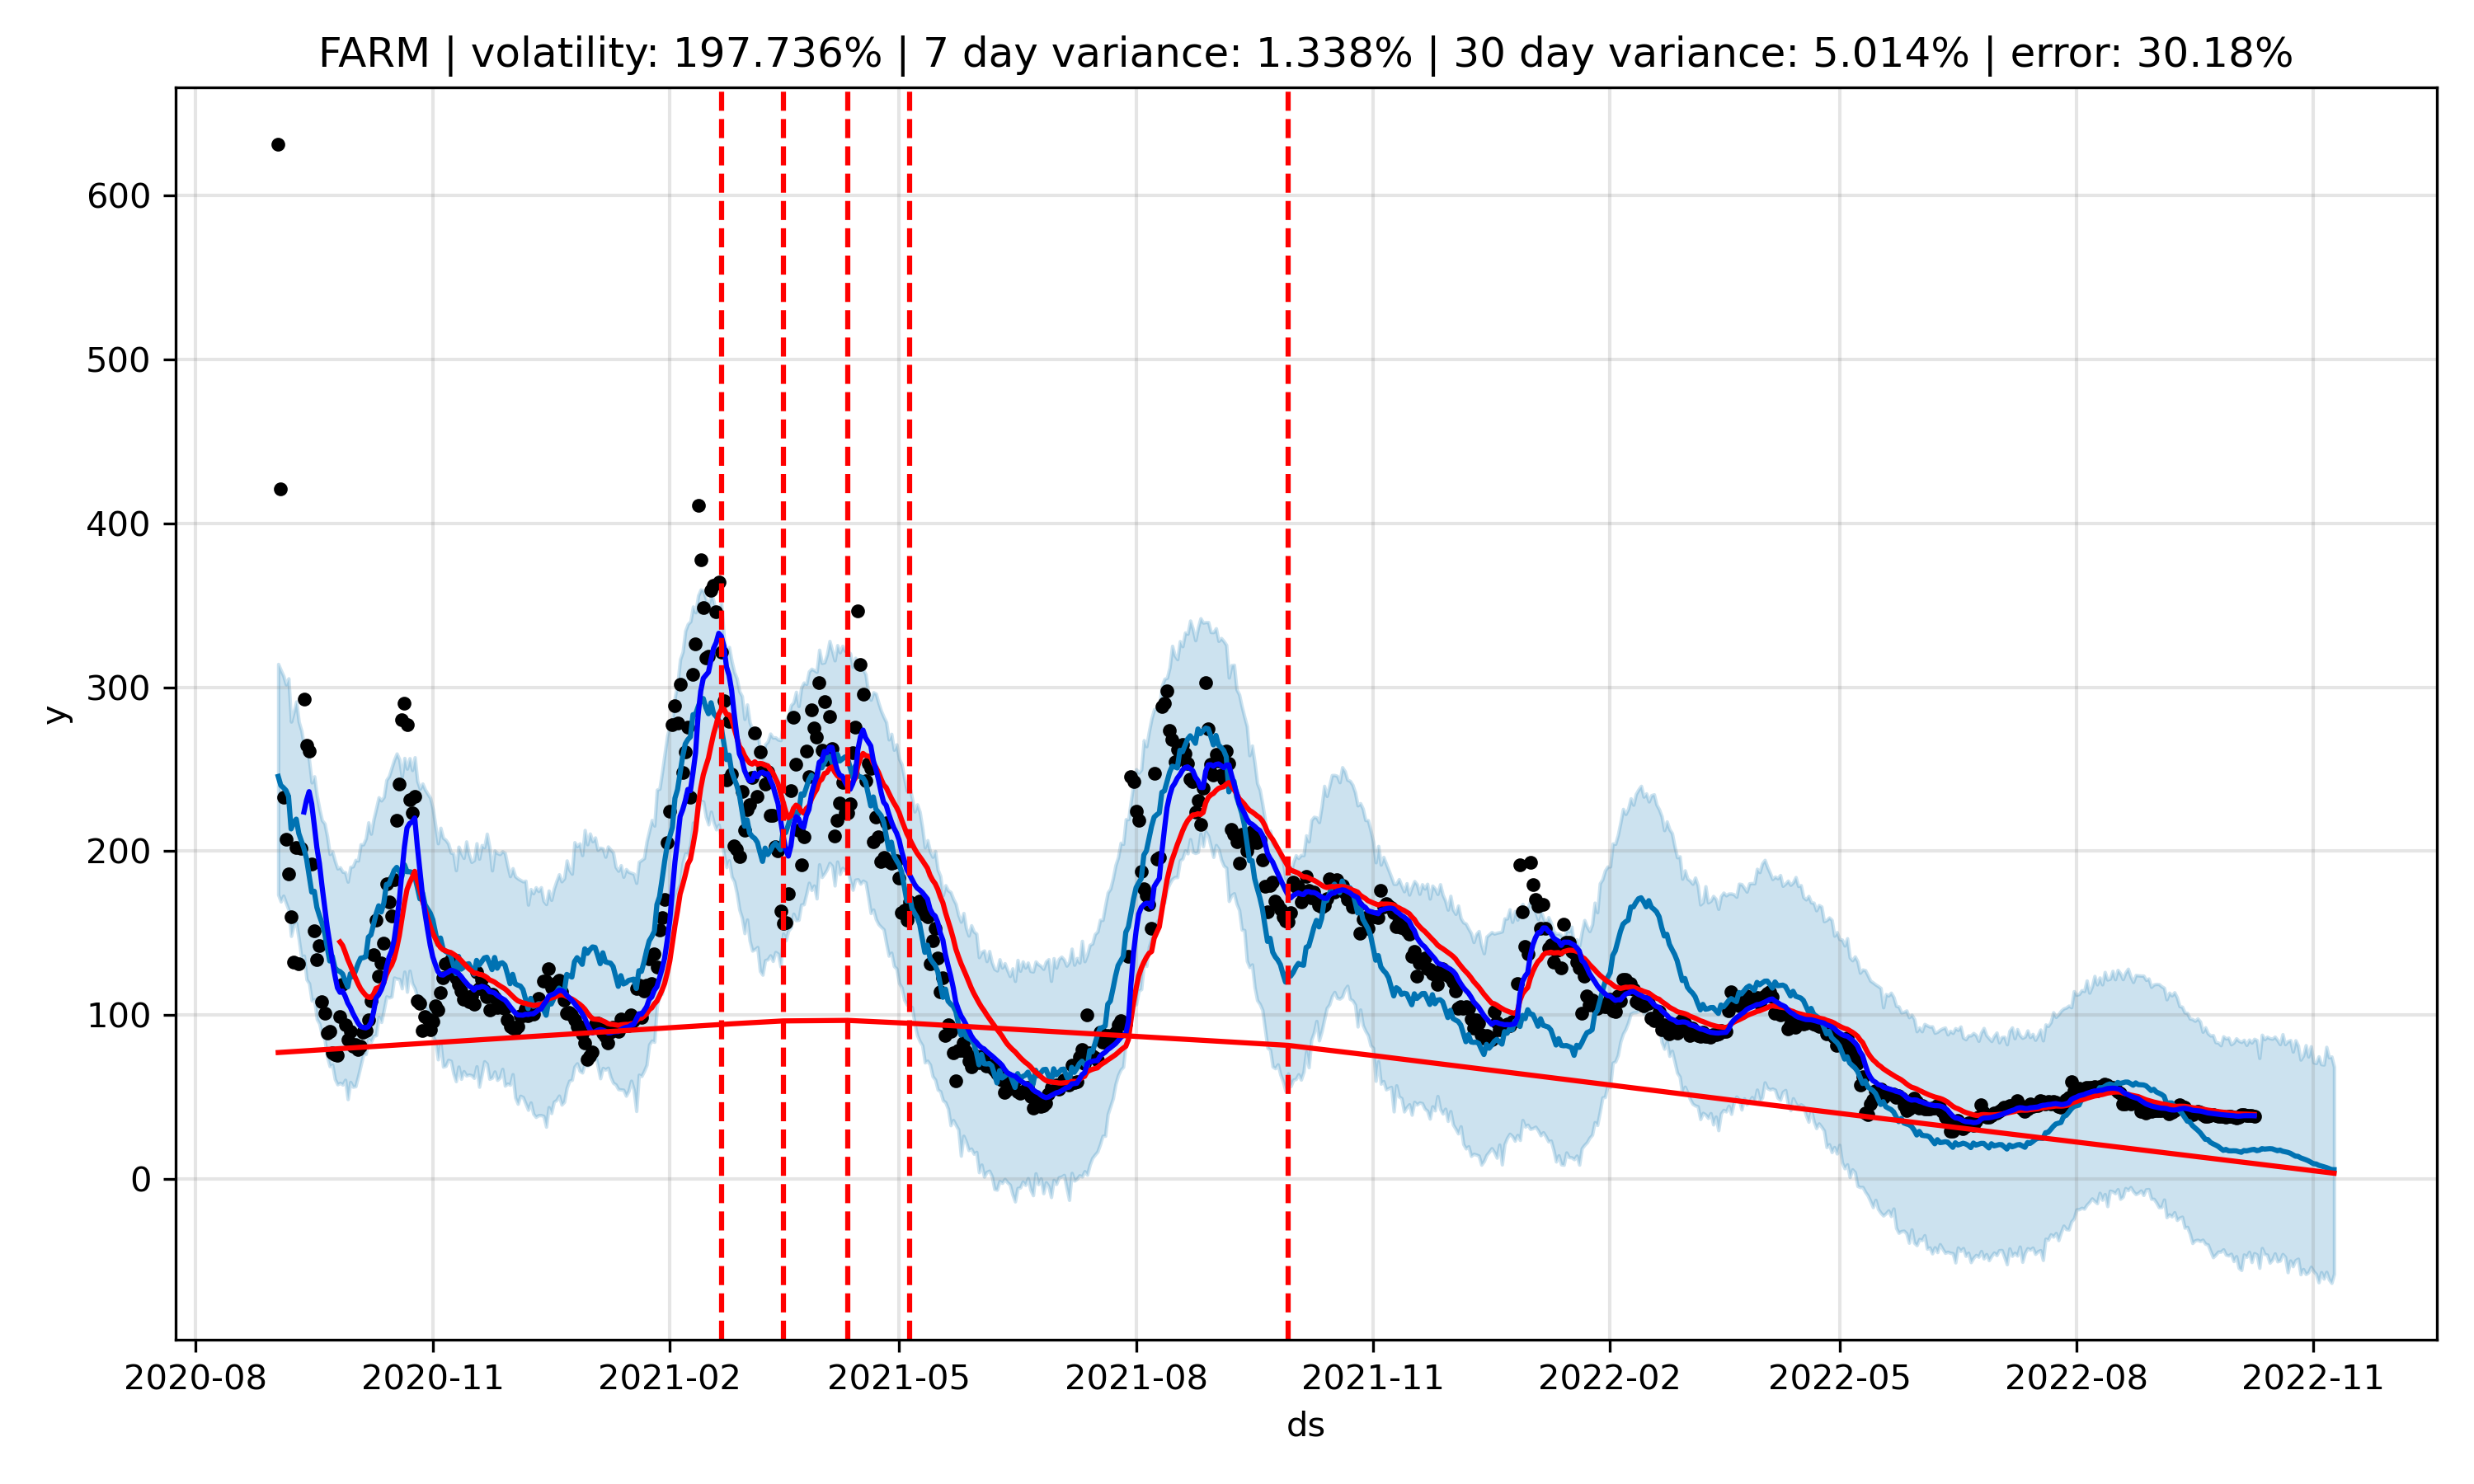 FARM | volatility: 197.736% | 7 day variance: 1.338% | 30 day variance: 5.014% | error: 30.18%
600
500
400
300
200
100
0
y
2020-08 2020-11 2021-02 2021-05 2021-08 2021-11 2022-02 2022-05 2022-08 2022-11
ds